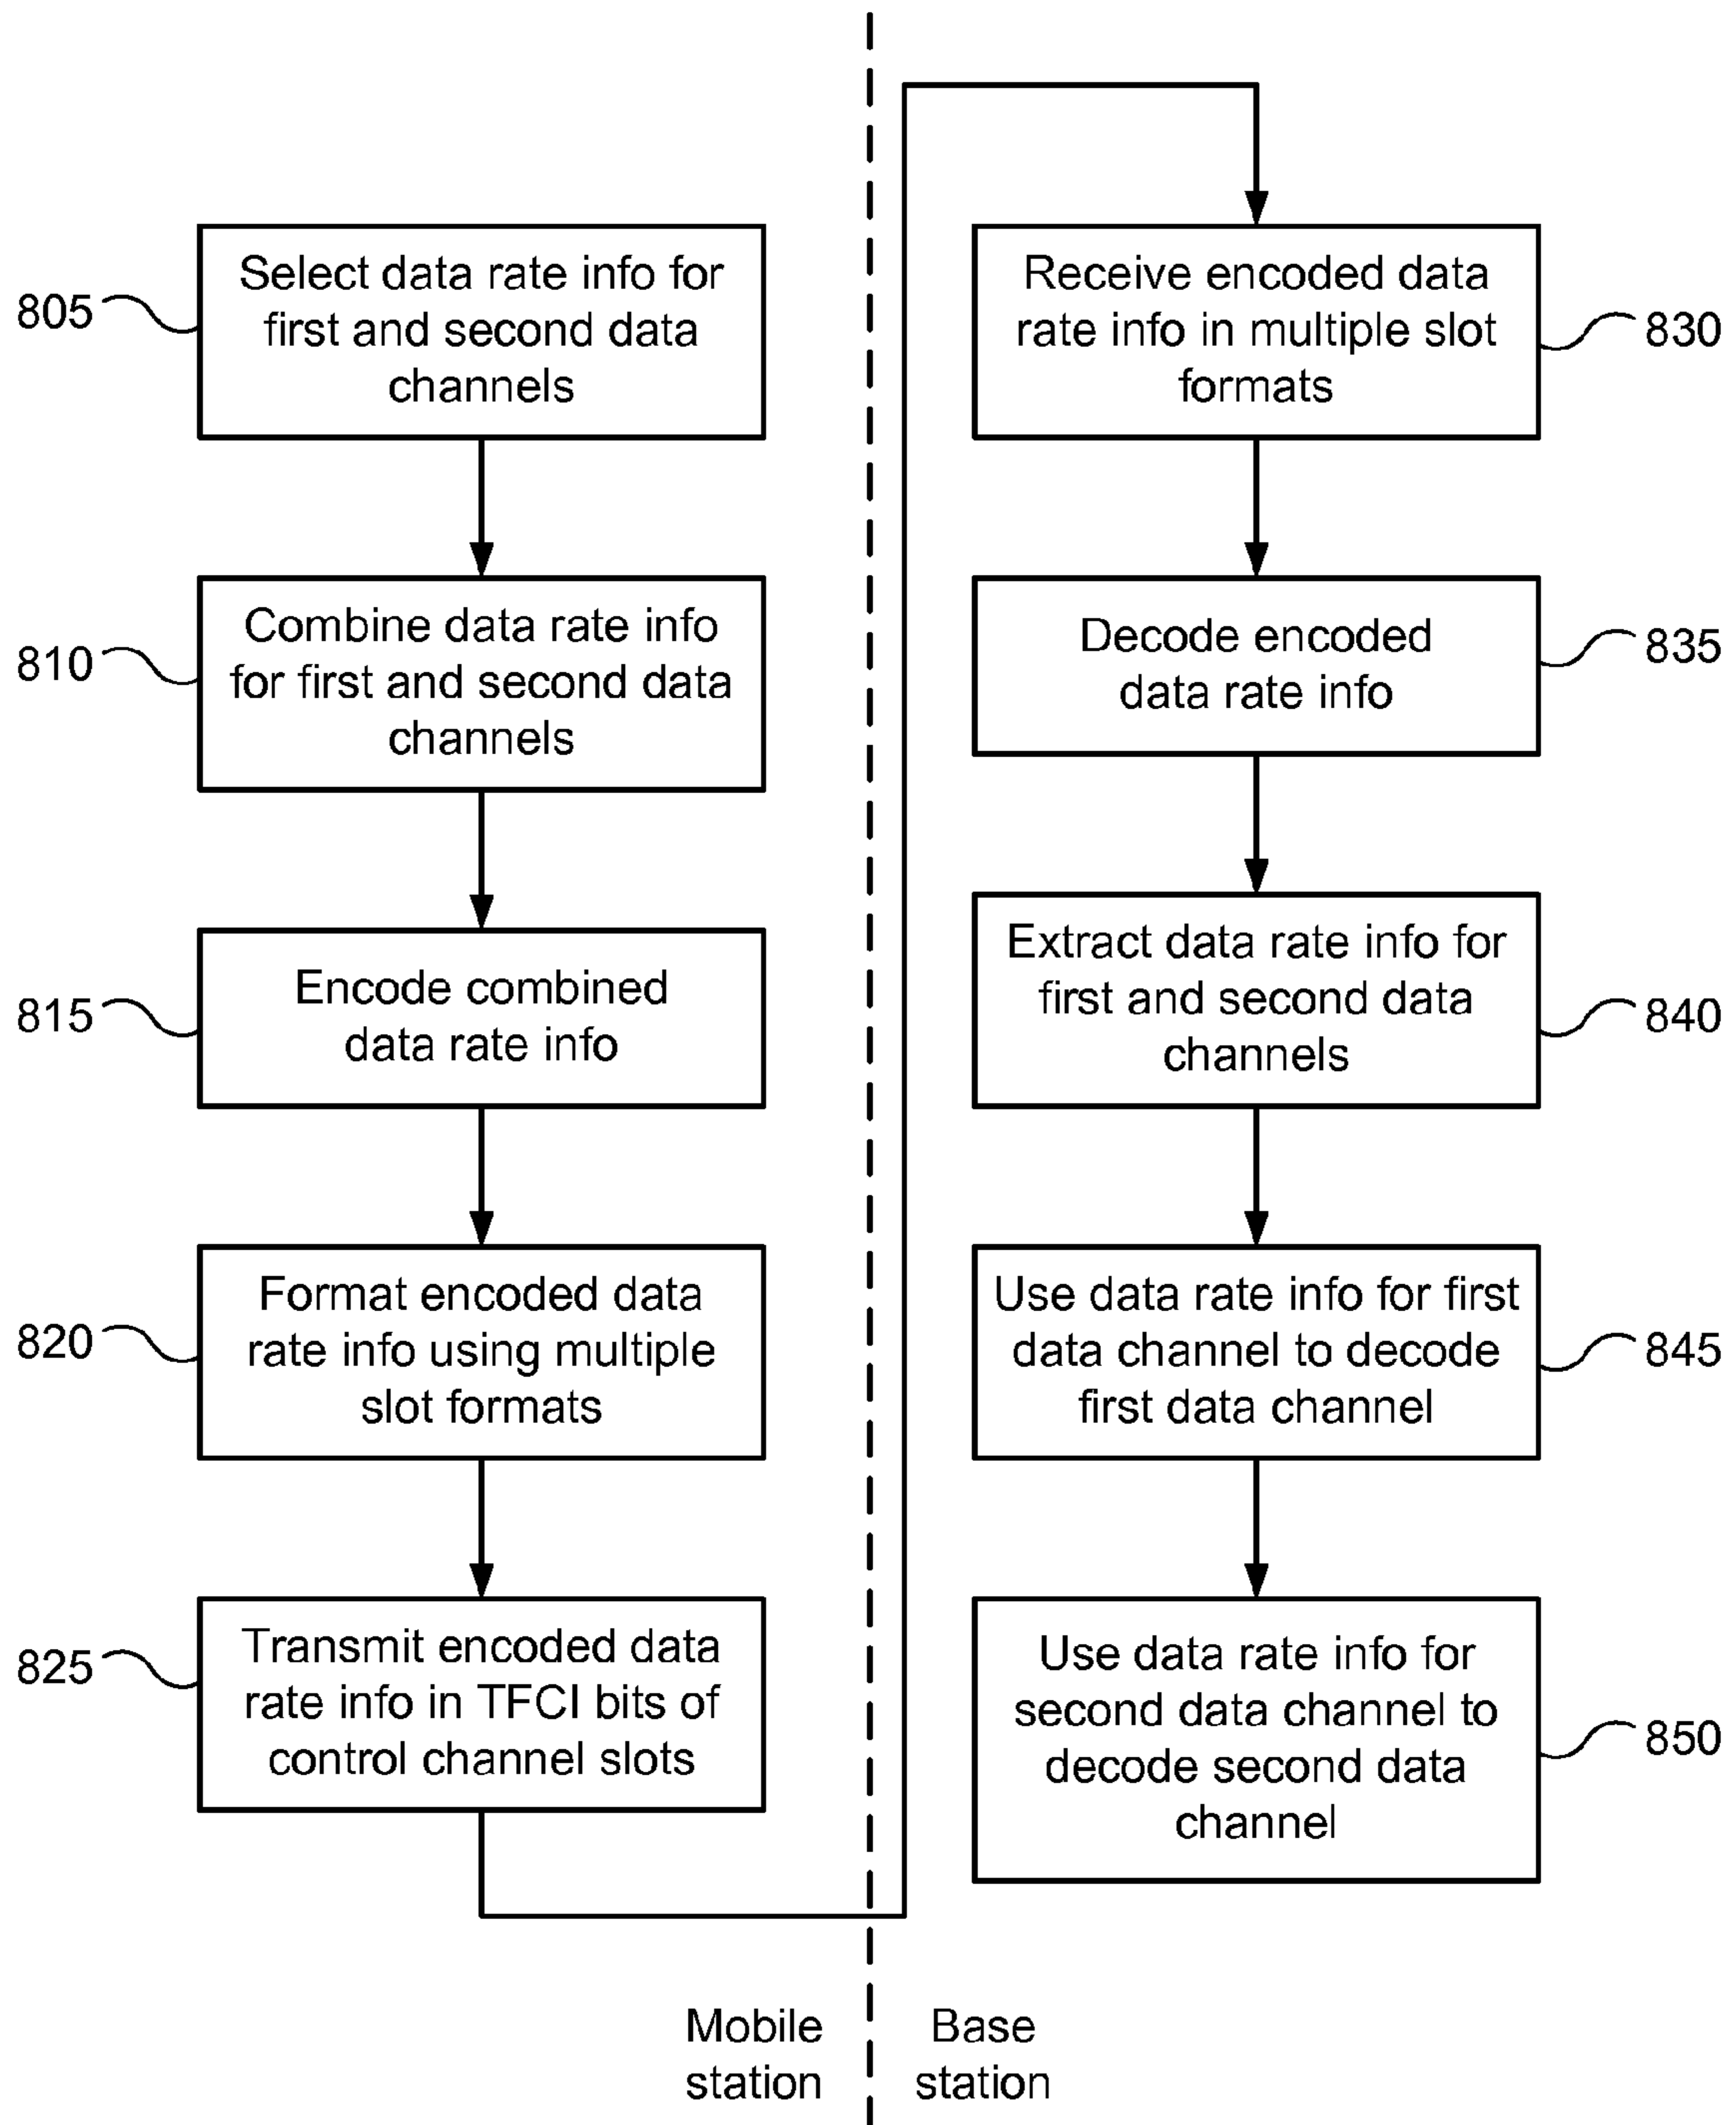 805
Select data rate info for
first and second data
channels
810
Combine data rate info
for first and second data
channels
815
Encode combined
data rate info
820
Format encoded data
rate info using multiple
slot formats
825
Transmit encoded data
rate info in TFCI bits of
control channel slots
Mobile
station
Receive encoded data
rate info in multiple slot
formats
830
Decode encoded
data rate info
835
Extract data rate info for
first and second data
channels
840
Use data rate info for first
data channel to decode
first data channel
845
Use data rate info for
second data channel to
decode second data
channel
850
Base
station